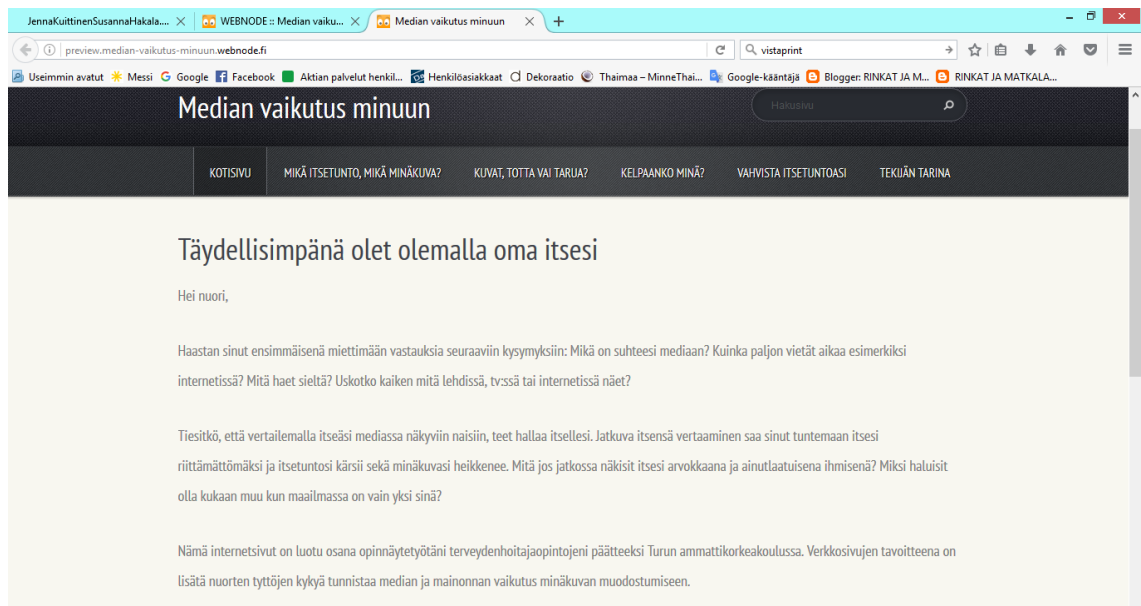 JennaKuittinenSusannaHakala....
WEBNODE :: Median vaiku...
Median vaikutus minuun
preview.median-vaikutus-minuun.webnode.fi
vistaprint
Useimmin avatut
Messi
Google
Facebook
Aktian palvelut henkil...
Henkilöasiakkaat
Dekoraatio
Thaimaa – MinneThai...
Google-kääntäjä
Blogger: RINKAT JA M...
RINKAT JA MATKALA...
Median vaikutus minuun
Hakusivu
KOTISIVU
MIKÄ ITSETUNTO, MIKÄ MINÄKUVA?
KUVAT, TOTTA VAI TARUA?
KELPAANKO MINÄ?
VAHVISTA ITSETUNTOASI
TEKIJÄN TARINA
Täydellisimpänä olet olemalla oma itsesi
Hei nuori,
Haastan sinut ensimmäisenä miettimään vastauksia seuraaviin kysymyksiin: Mikä on suhteesi mediaan? Kuinka paljon vietät aikaa esimerkiksi
internetissä? Mitä haet sieltä? Uskotko kaiken mitä lehdissä, tv:ssä tai internetissä näet?
Tiesitkö, että vertailemalla itseäsi mediassa näkyviin naisiin, teet hallaa itsellesi. Jatkuva itsensä vertaaminen saa sinut tuntemaan itsesi
riittämättömäksi ja itsetuntosi kärsii sekä minäkuvasi heikkenee. Mitä jos jatkossa näkisit itsesi arvokkaana ja ainutlaatuisena ihmisenä? Miksi haluisit
olla kukaan muu kun maailmassa on vain yksi sinä?
Nämä internetsivut on luotu osana opinnäytetyötäni terveydenhoitajaopintojeni päätteeksi Turun ammattikorkeakoulussa. Verkkosivujen tavoitteena on
lisätä nuorten tyttöjen kykyä tunnistaa median ja mainonnan vaikutus minäkuvan muodostumiseen.